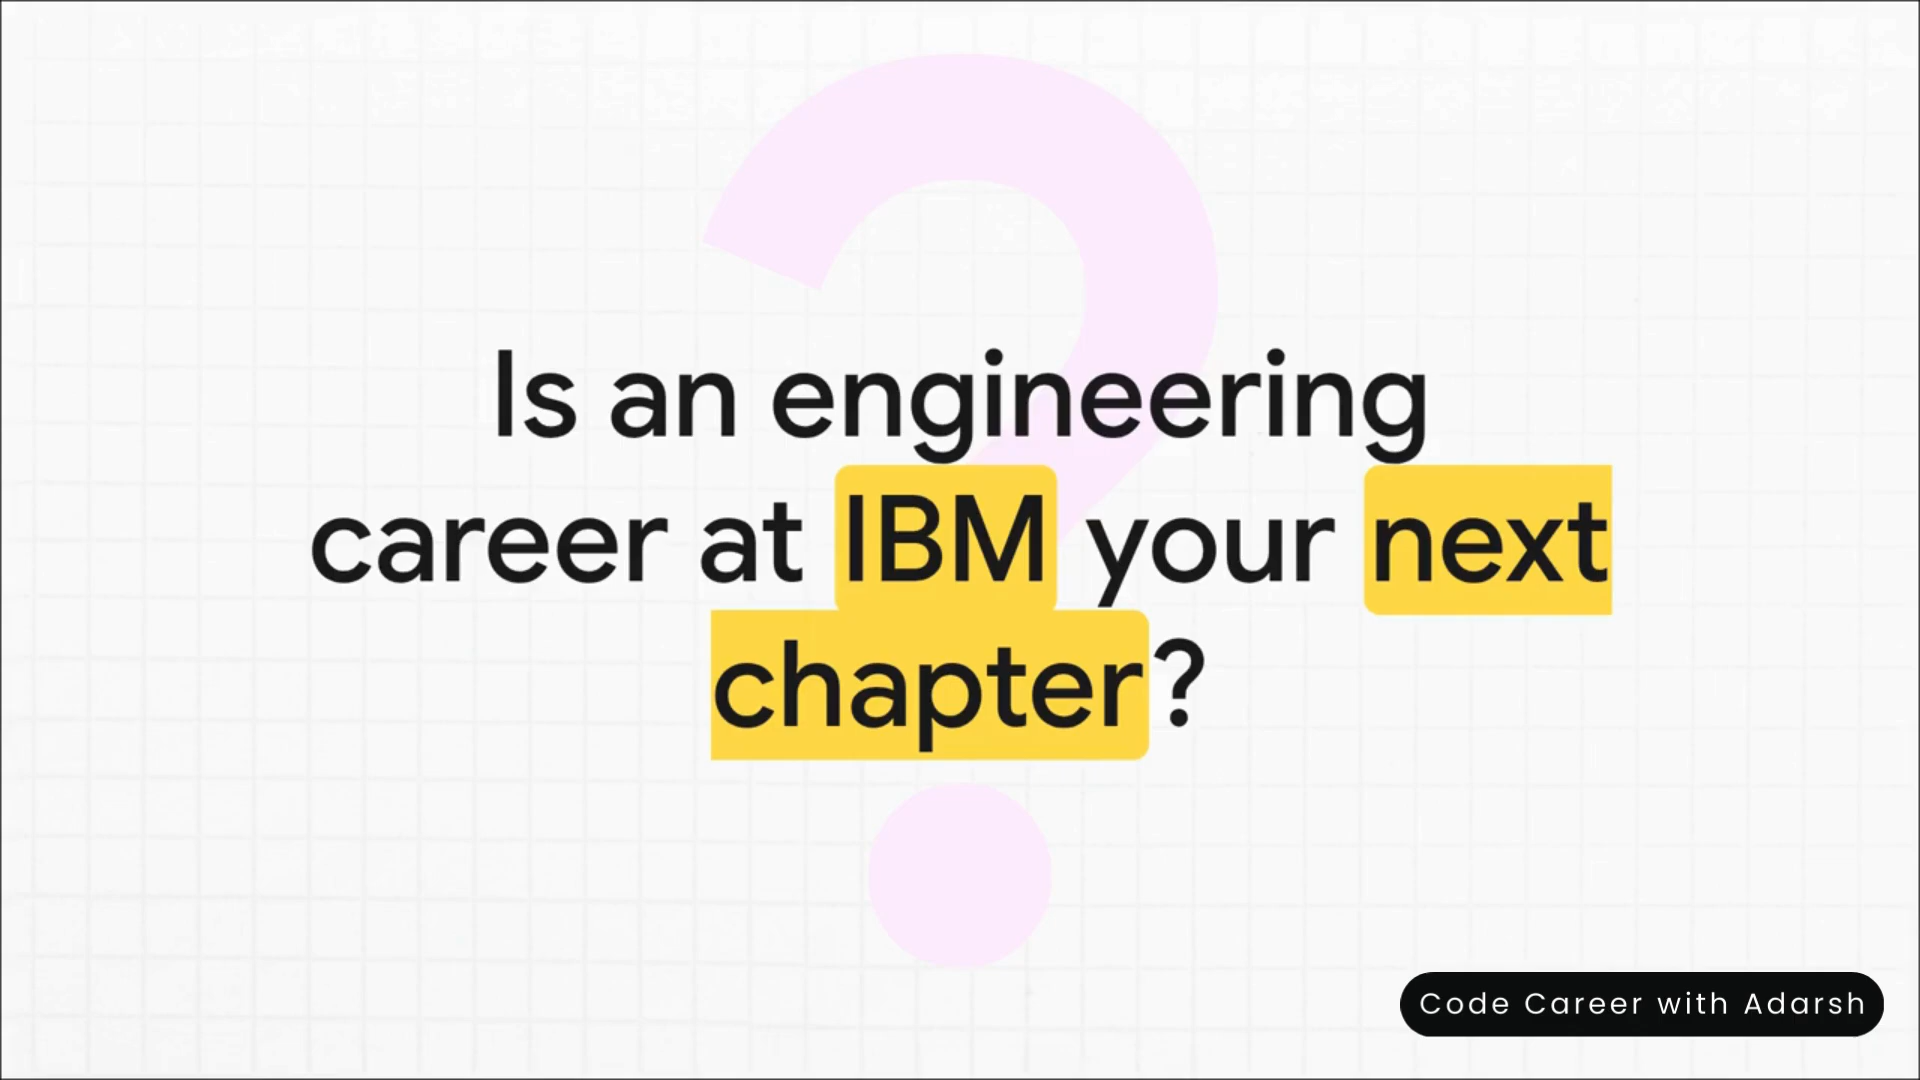 Is an engineering
career at IBM your next
chapter?
Code Career with Adarsh